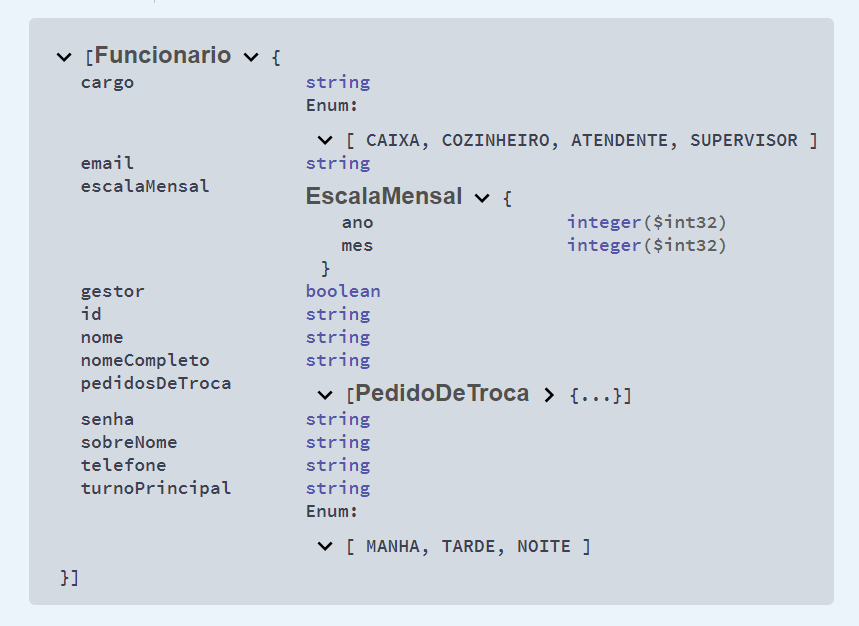 [Funcionario {
cargo string
Enum:
[ CAIXA, COZINHEIRO, ATENDENTE, SUPERVISOR ]
email string
escalaMensal EscalaMensal {
ano integer($int32)
mes integer($int32)
}
gestor boolean
id string
nome string
nomeCompleto string
pedidosDeTroca [PedidoDeTroca {...}]
senha string
sobreNome string
telefone string
turnoPrincipal string
Enum:
[ MANHA, TARDE, NOITE ]
}]